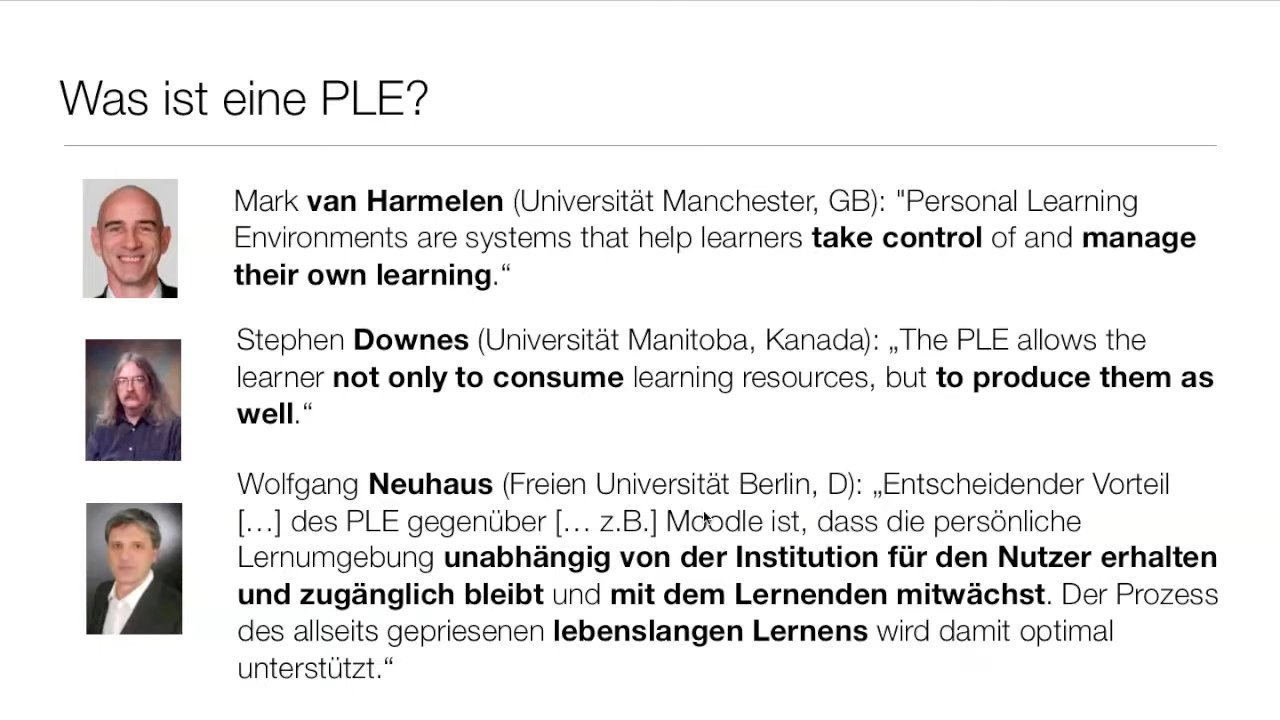 Was ist eine PLE?
Mark van Harmelen (Universität Manchester, GB): "Personal Learning
Environments are systems that help learners take control of and manage
their own learning.“
Stephen Downes (Universität Manitoba, Kanada): „The PLE allows the
learner not only to consume learning resources, but to produce them as
well.“
Wolfgang Neuhaus (Freien Universität Berlin, D): „Entscheidender Vorteil
[…] des PLE gegenüber [… z.B.] Moodle ist, dass die persönliche
Lernumgebung unabhängig von der Institution für den Nutzer erhalten
und zugänglich bleibt und mit dem Lernenden mitwächst. Der Prozess
des allseits gepriesenen lebenslangen Lernens wird damit optimal
unterstützt.“